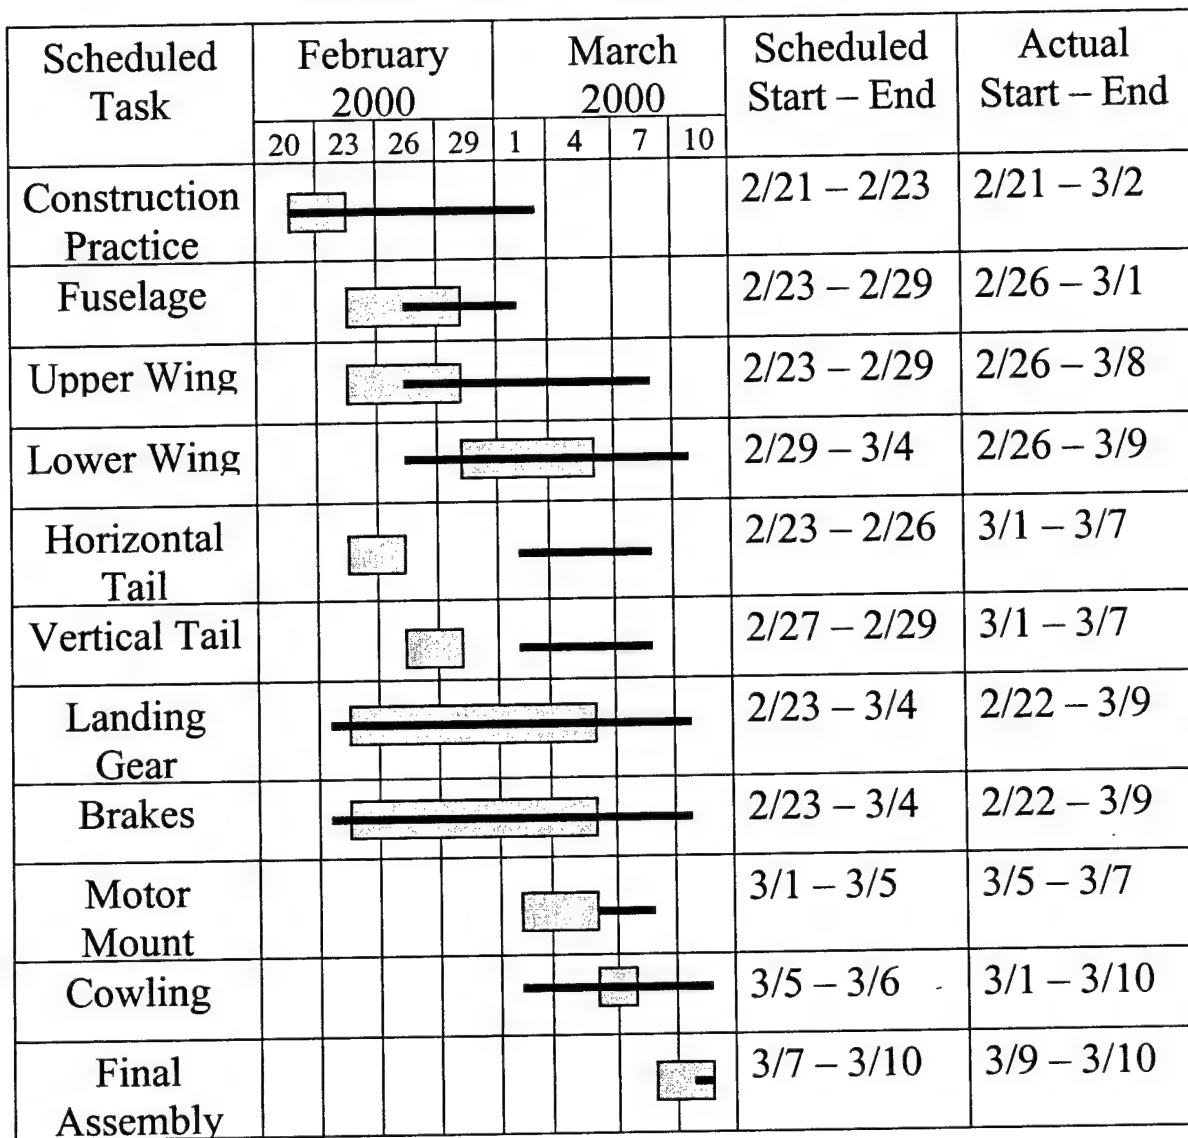 Scheduled Task
February 2000
March 2000
Scheduled Start – End
Actual Start – End
20 23 26 29 1 4 7 10
Construction Practice
2/21 – 2/23
2/21 – 3/2
Fuselage
2/23 – 2/29
2/26 – 3/1
Upper Wing
2/23 – 2/29
2/26 – 3/8
Lower Wing
2/29 – 3/4
2/26 – 3/9
Horizontal Tail
2/23 – 2/26
3/1 – 3/7
Vertical Tail
2/27 – 2/29
3/1 – 3/7
Landing Gear
2/23 – 3/4
2/22 – 3/9
Brakes
2/23 – 3/4
2/22 – 3/9
Motor Mount
3/1 – 3/5
3/5 – 3/7
Cowling
3/5 – 3/6
3/1 – 3/10
Final Assembly
3/7 – 3/10
3/9 – 3/10